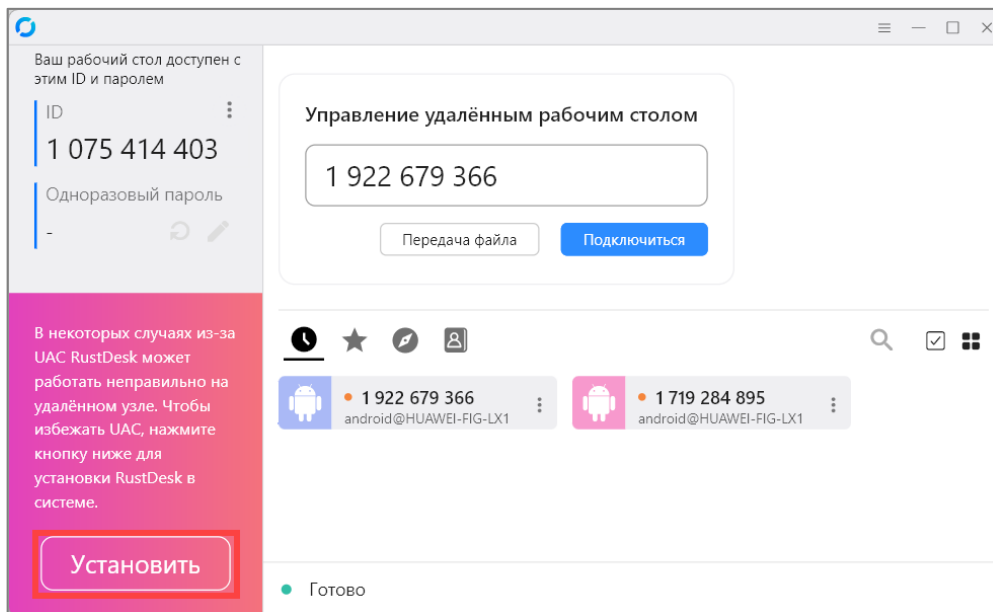 Ваш рабочий стол доступен с
этим ID и паролем
ID
1 075 414 403
Одноразовый пароль
-
В некоторых случаях из-за
UAC RustDesk может
работать неправильно на
удалённом узле. Чтобы
избежать UAC, нажмите
кнопку ниже для
установки RustDesk в
системе.
Установить
Управление удалённым рабочим столом
1 922 679 366
Передача файла
Подключиться
1 922 679 366
android@HUAWEI-FIG-LX1
1 719 284 895
android@HUAWEI-FIG-LX1
Готово